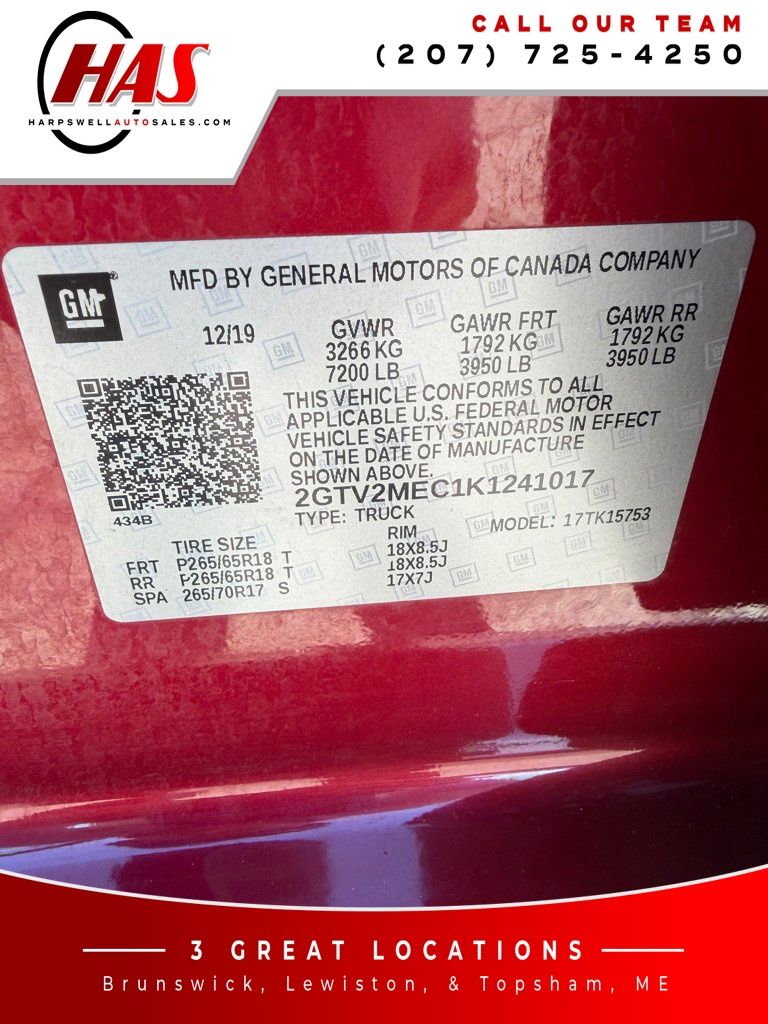 HAS
HARPSWELLAUTOSALES.COM
CALL OUR TEAM
(207) 725-4250
GM
MFD BY GENERAL MOTORS OF CANADA COMPANY
12/19
GVWR
3266 KG
7200 LB
GAWR FRT
1792 KG
3950 LB
GAWR RR
1792 KG
3950 LB
THIS VEHICLE CONFORMS TO ALL
APPLICABLE U.S. FEDERAL MOTOR
VEHICLE SAFETY STANDARDS IN EFFECT
ON THE DATE OF MANUFACTURE
SHOWN ABOVE.
2GTV2MEC1K1241017
434B
TYPE: TRUCK
MODEL: 17TK15753
TIRE SIZE
RIM
FRT P265/65R18 T 18X8.5J
RR P265/65R18 T 18X8.5J
SPA 265/70R17 S 17X7J
3 GREAT LOCATIONS
Brunswick, Lewiston, & Topsham, ME